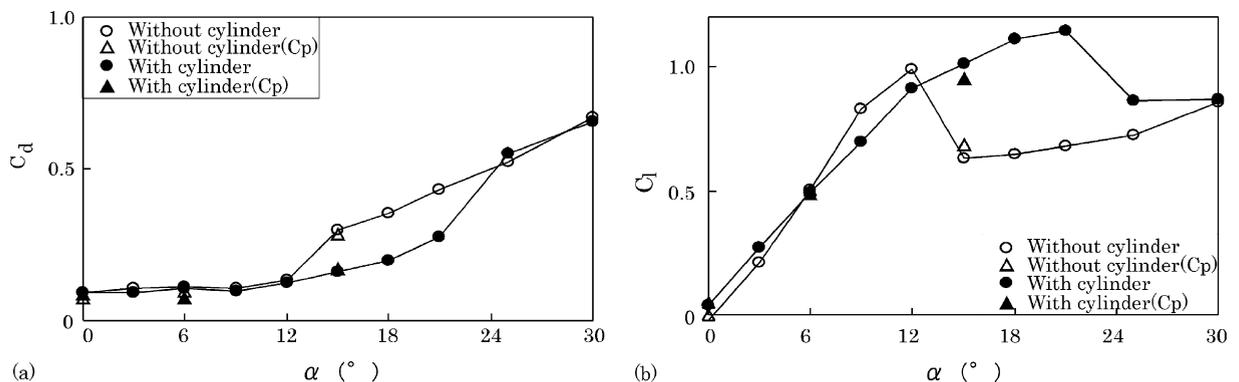 1.0
Without cylinder
Without cylinder(Cp)
With cylinder
With cylinder(Cp)
0.5
0
Cd
0 6 12 18 24 30
(a) α (°)
1.0
0.5
0
Cl
Without cylinder
Without cylinder(Cp)
With cylinder
With cylinder(Cp)
0 6 12 18 24 30
(b) α (°)